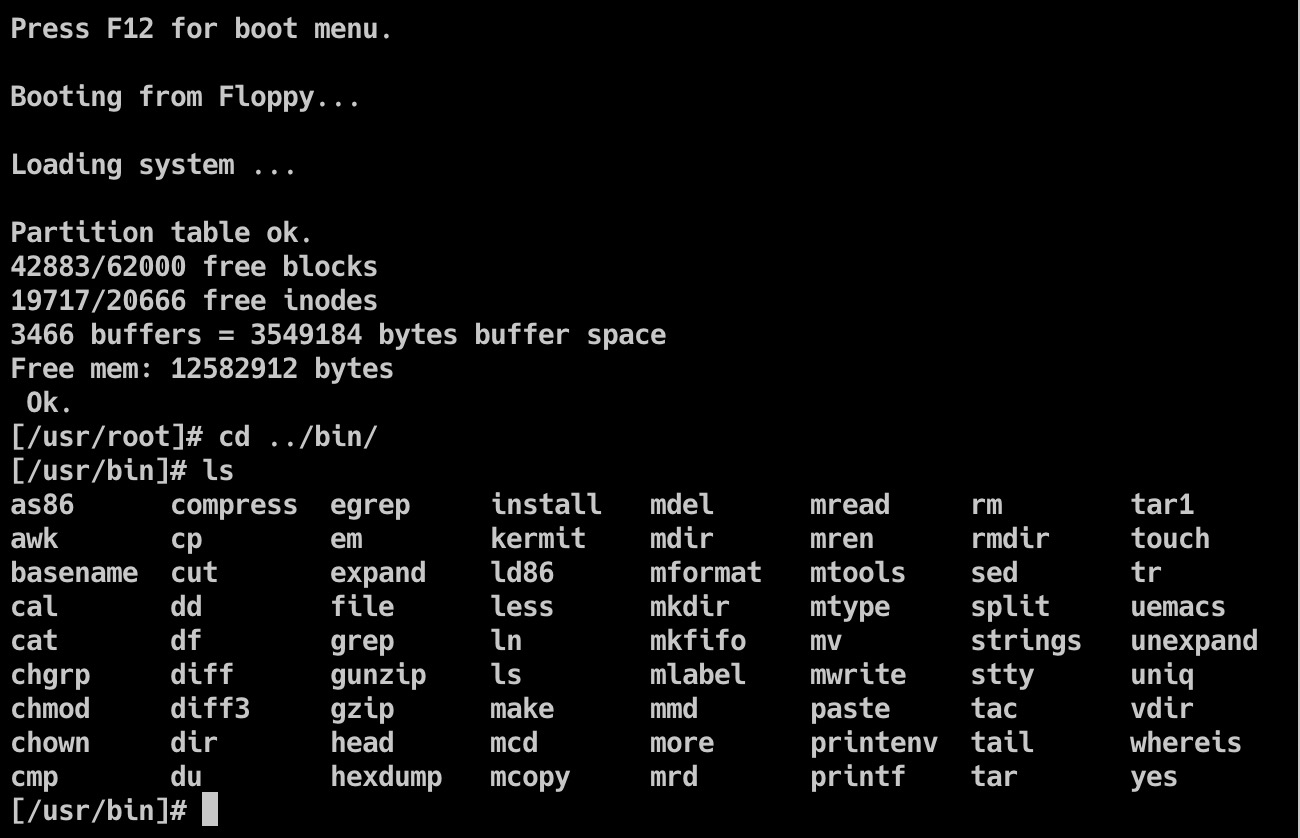 Press F12 for boot menu.
Booting from Floppy...
Loading system ...
Partition table ok.
42883/62000 free blocks
19717/20666 free inodes
3466 buffers = 3549184 bytes buffer space
Free mem: 12582912 bytes
 Ok.
[/usr/root]# cd ../bin/
[/usr/bin]# ls
as86      compress  egrep     install   mdel      mread     rm        tar1
awk       cp        em        kermit    mdir      mren      rmdir     touch
basename  cut       expand    ld86      mformat   mtools    sed       tr
cal       dd        file      less      mkdir     mtype     split     uemacs
cat       df        grep      ln        mkfifo    mv        strings   unexpand
chgrp     diff      gunzip    ls        mlabel    mwrite    stty      uniq
chmod     diff3     gzip      make      mmd       paste     tac       vdir
chown     dir       head      mcd       more      printenv  tail      whereis
cmp       du        hexdump   mcopy     mrd       printf    tar       yes
[/usr/bin]#